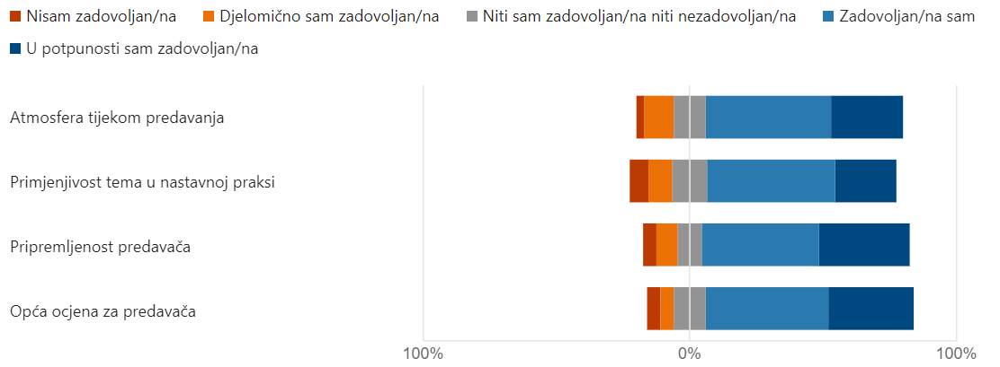 Nisam zadovoljan/na Djelomično sam zadovoljan/na Niti sam zadovoljan/na niti nezadovoljan/na Zadovoljan/na sam
U potpunosti sam zadovoljan/na
Atmosfera tijekom predavanja
Primjenjivost tema u nastavnoj praksi
Pripremljenost predavača
Opća ocjena za predavača
100% 0% 100%